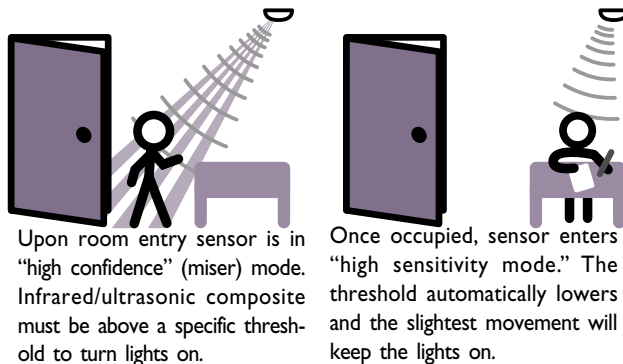 Upon room entry sensor is in
“high confidence” (miser) mode.
Infrared/ultrasonic composite
must be above a specific thresh-
old to turn lights on.
Once occupied, sensor enters
“high sensitivity mode.” The
threshold automatically lowers
and the slightest movement will
keep the lights on.